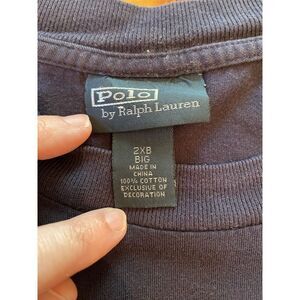 Polo
by Ralph Lauren
2XB
BIG
MADE IN
CHINA
100% COTTON
EXCLUSIVE OF
DECORATION